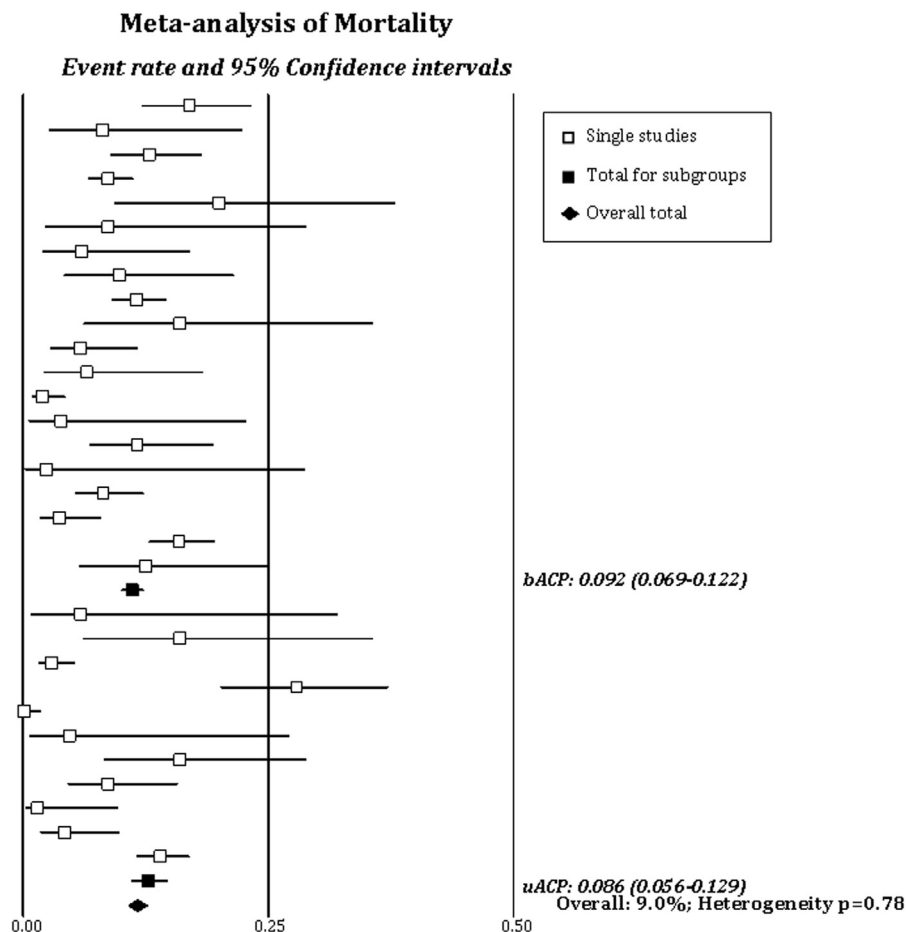 Meta-analysis of Mortality
Event rate and 95% Confidence intervals
Single studies
Total for subgroups
Overall total
bACP: 0.092 (0.069-0.122)
uACP: 0.086 (0.056-0.129)
Overall: 9.0%; Heterogeneity p=0.78
0.00 0.25 0.50